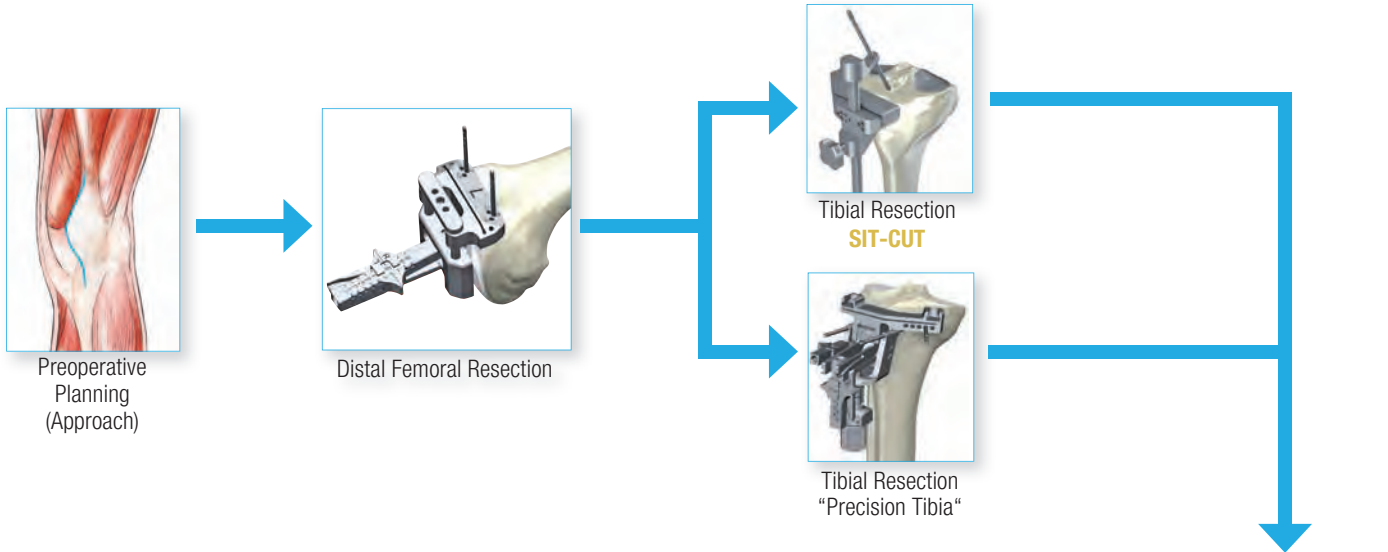 Preoperative
Planning
(Approach)
Distal Femoral Resection
Tibial Resection
SIT-CUT
Tibial Resection
“Precision Tibia“